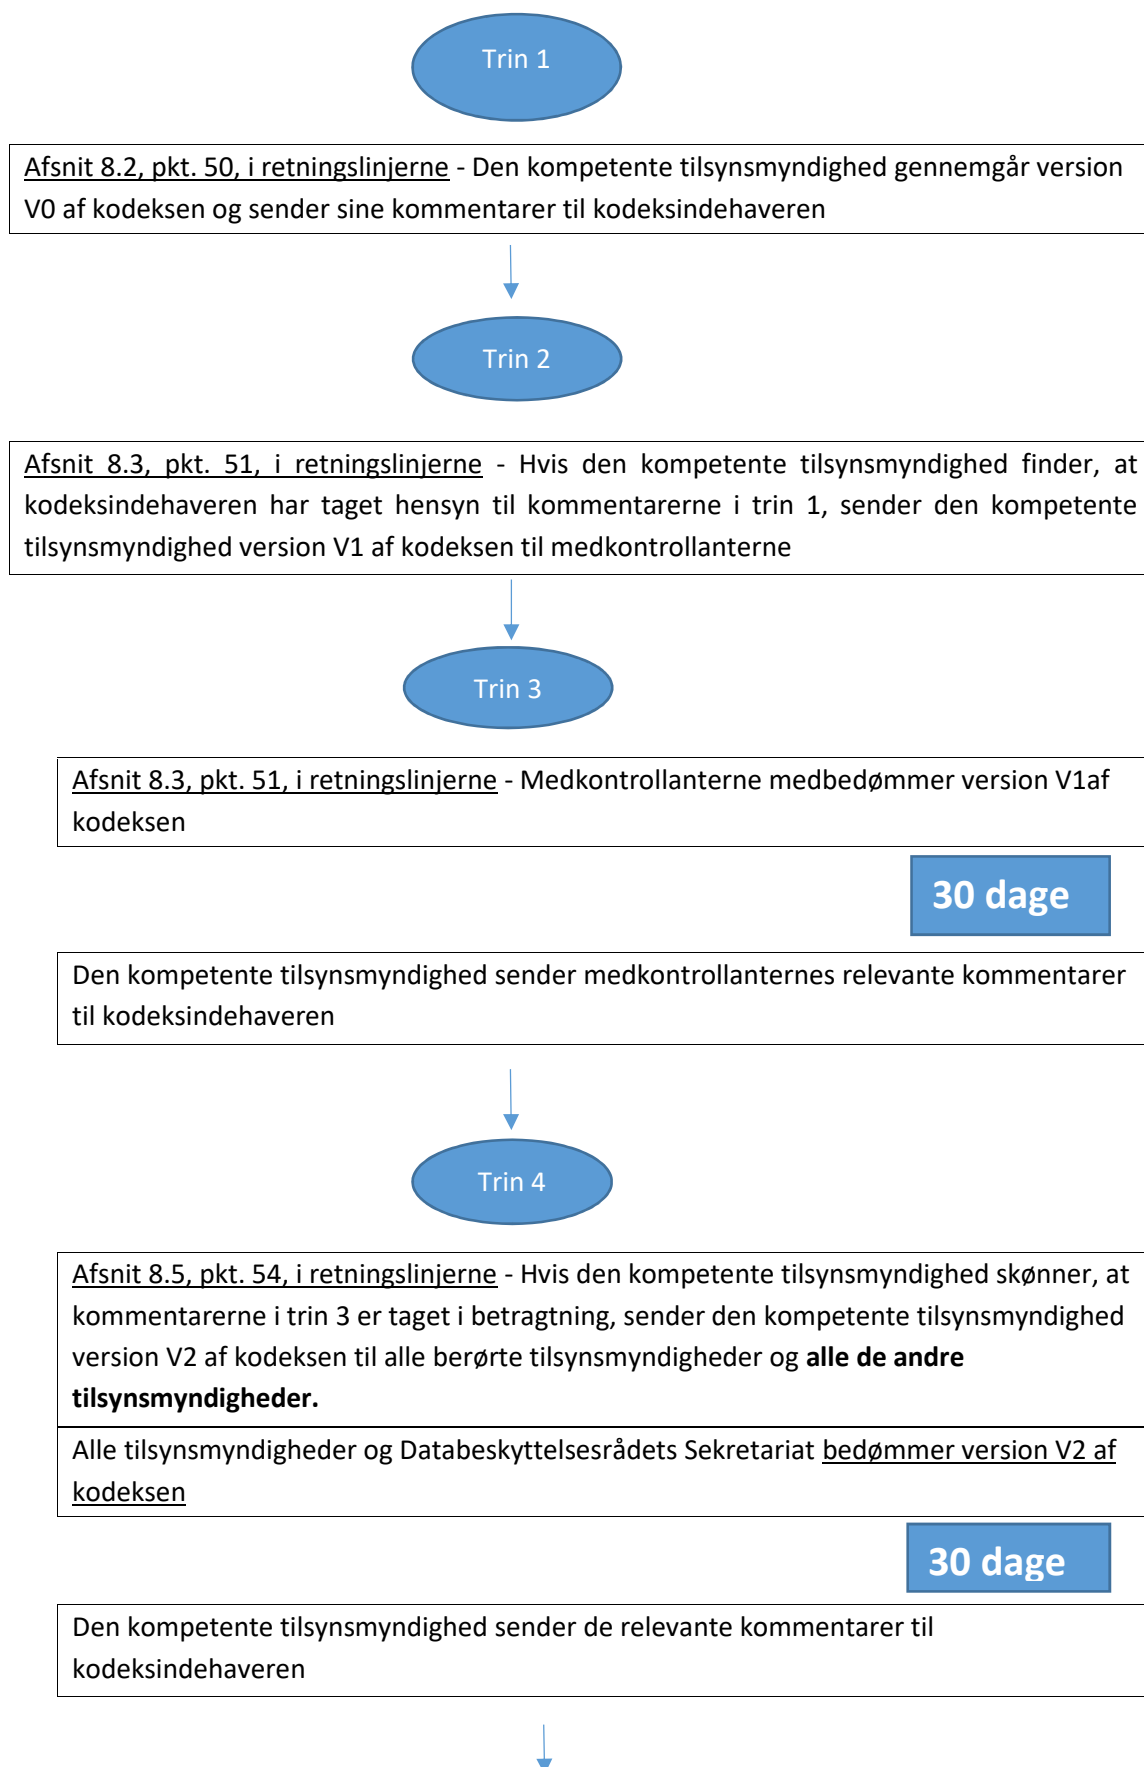 Trin 1
Afsnit 8.2, pkt. 50, i retningslinjerne - Den kompetente tilsynsmyndighed gennemgår version
V0 af kodeksen og sender sine kommentarer til kodeksindehaveren
Trin 2
Afsnit 8.3, pkt. 51, i retningslinjerne - Hvis den kompetente tilsynsmyndighed finder, at
kodeksindehaveren har taget hensyn til kommentarerne i trin 1, sender den kompetente
tilsynsmyndighed version V1 af kodeksen til medkontrollanterne
Trin 3
Afsnit 8.3, pkt. 51, i retningslinjerne - Medkontrollanterne medbedømmer version V1af
kodeksen
30 dage
Den kompetente tilsynsmyndighed sender medkontrollanternes relevante kommentarer
til kodeksindehaveren
Trin 4
Afsnit 8.5, pkt. 54, i retningslinjerne - Hvis den kompetente tilsynsmyndighed skønner, at
kommentarerne i trin 3 er taget i betragtning, sender den kompetente tilsynsmyndighed
version V2 af kodeksen til alle berørte tilsynsmyndigheder og alle de andre
tilsynsmyndigheder.
Alle tilsynsmyndigheder og Databeskyttelsesrådets Sekretariat bedømmer version V2 af
kodeksen
30 dage
Den kompetente tilsynsmyndighed sender de relevante kommentarer til
kodeksindehaveren